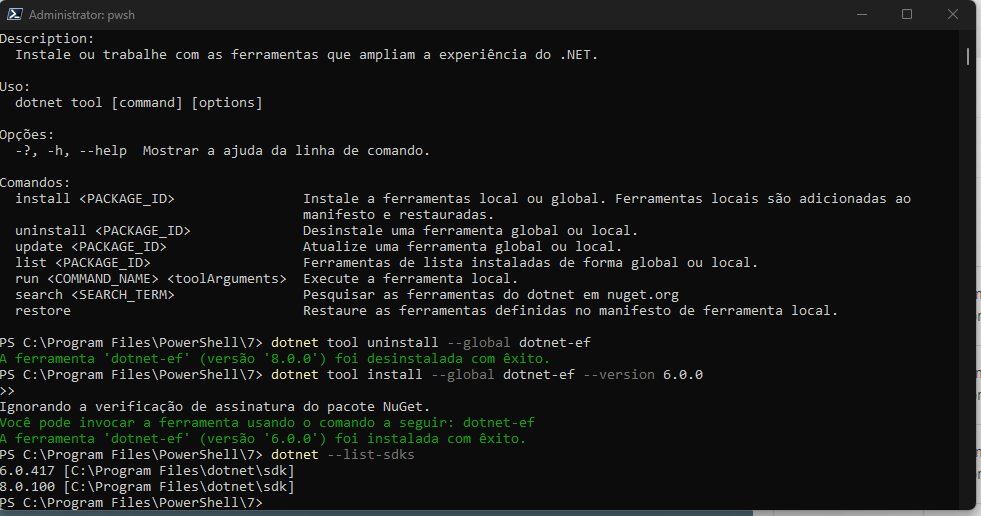 Administrator: pwsh
Description:
  Instale ou trabalhe com as ferramentas que ampliam a experiência do .NET.
Uso:
  dotnet tool [command] [options]
Opções:
  -?, -h, --help  Mostrar a ajuda da linha de comando.
Comandos:
  install <PACKAGE_ID>                Instale a ferramentas local ou global. Ferramentas locais são adicionadas ao
                                      manifesto e restauradas.
  uninstall <PACKAGE_ID>              Desinstale uma ferramenta global ou local.
  update <PACKAGE_ID>                 Atualize uma ferramenta global ou local.
  list <PACKAGE_ID>                   Ferramentas de lista instaladas de forma global ou local.
  run <COMMAND_NAME> <toolArguments>  Execute a ferramenta local.
  search <SEARCH_TERM>                Pesquisar as ferramentas do dotnet em nuget.org
  restore                             Restaure as ferramentas definidas no manifesto de ferramenta local.
PS C:\Program Files\PowerShell\7> dotnet tool uninstall --global dotnet-ef
A ferramenta 'dotnet-ef' (versão '8.0.0') foi desinstalada com êxito.
PS C:\Program Files\PowerShell\7> dotnet tool install --global dotnet-ef --version 6.0.0
>>
Ignorando a verificação de assinatura do pacote NuGet.
Você pode invocar a ferramenta usando o comando a seguir: dotnet-ef
A ferramenta 'dotnet-ef' (versão '6.0.0') foi instalada com êxito.
PS C:\Program Files\PowerShell\7> dotnet --list-sdks
6.0.417 [C:\Program Files\dotnet\sdk]
8.0.100 [C:\Program Files\dotnet\sdk]
PS C:\Program Files\PowerShell\7>